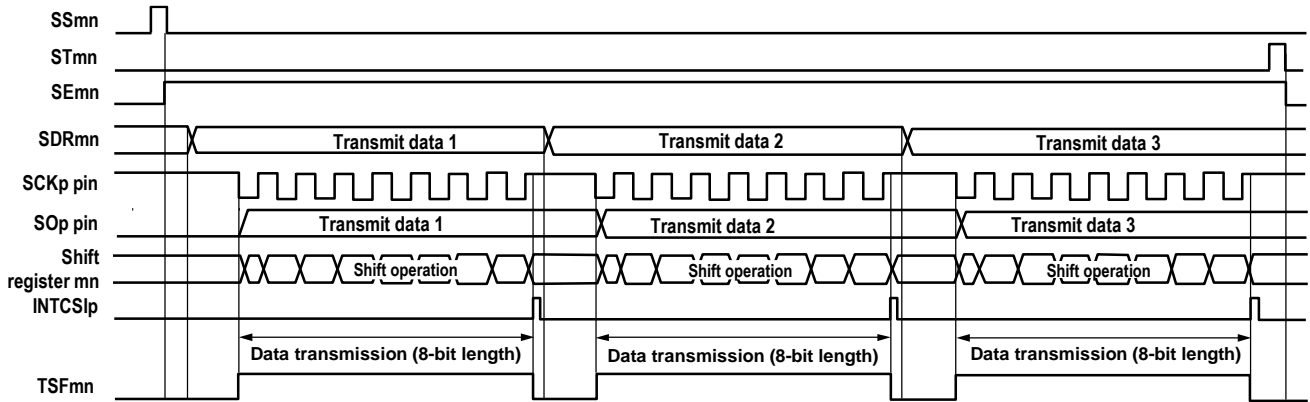 SSmn
STmn
SEmn
SDRmn Transmit data 1 Transmit data 2 Transmit data 3
SCKp pin
SOp pin Transmit data 1 Transmit data 2 Transmit data 3
Shift
register mn Shift operation Shift operation Shift operation
INTCSIp
Data transmission (8-bit length) Data transmission (8-bit length) Data transmission (8-bit length)
TSFmn